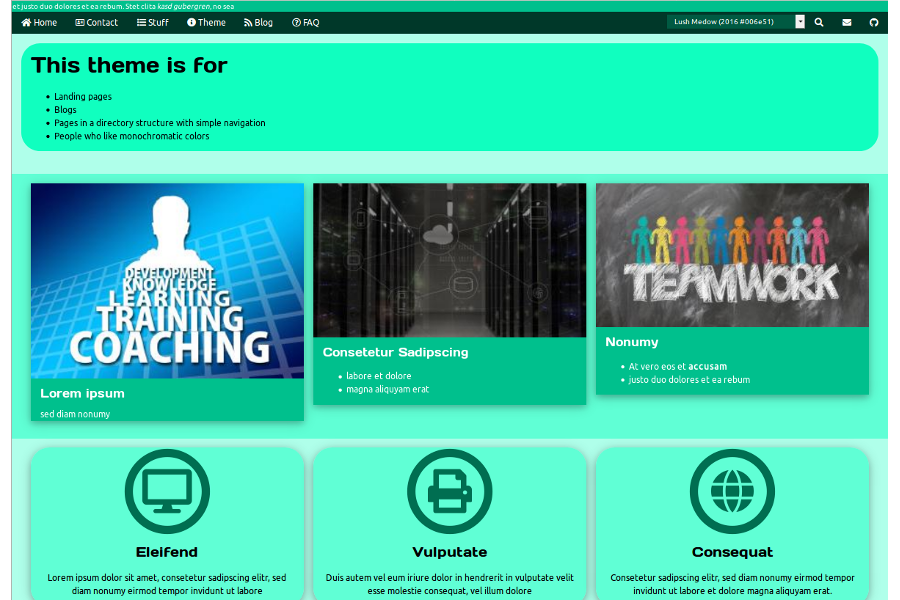 et justo duo dolores et ea rebum. Stet clita kasd gubergren, no sea
Home Contact Stuff Theme Blog FAQ Lush Medow (2016 #006e51)
This theme is for
Landing pages
Blogs
Pages in a directory structure with simple navigation
People who like monochromatic colors
DEVELOPMENT
KNOWLEDGE
LEARNING
TRAINING
COACHING
Lorem ipsum
sed diam nonumy
Consetetur Sadipscing
labore et dolore
magna aliquyam erat
TEAMWORK
Nonumy
At vero eos et accusam
justo duo dolores et ea rebum
Eleifend
Lorem ipsum dolor sit amet, consetetur sadipscing elitr, sed
diam nonumy eirmod tempor invidunt ut labore
Vulputate
Duis autem vel eum iriure dolor in hendrerit in vulputate velit
esse molestie consequat, vel illum dolore
Consequat
Consetetur sadipscing elitr, sed diam nonumy eirmod tempor
invidunt ut labore et dolore magna aliquyam erat.